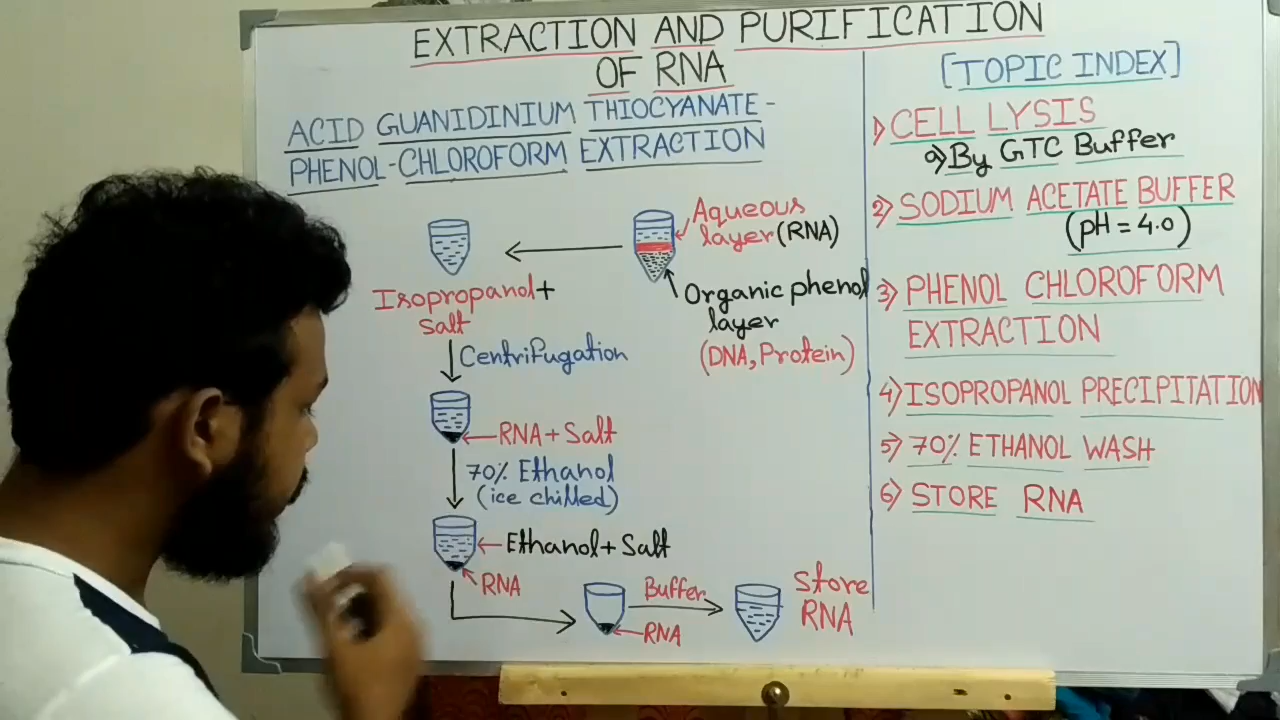 EXTRACTION AND PURIFICATION
OF RNA
ACID GUANIDINIUM THIOCYANATE-
PHENOL-CHLOROFORM EXTRACTION
Aqueous
layer (RNA)
Organic phenol
layer
(DNA, Protein)
Isopropanol+
Salt
Centrifugation
RNA + Salt
70% Ethanol
(ice chilled)
Ethanol + Salt
RNA
RNA
Buffer
Store
RNA
[TOPIC INDEX]
1) CELL LYSIS
a) By GTC Buffer
2) SODIUM ACETATE BUFFER
(pH = 4.0)
3) PHENOL CHLOROFORM
EXTRACTION
4) ISOPROPANOL PRECIPITATION
5) 70% ETHANOL WASH
6) STORE RNA